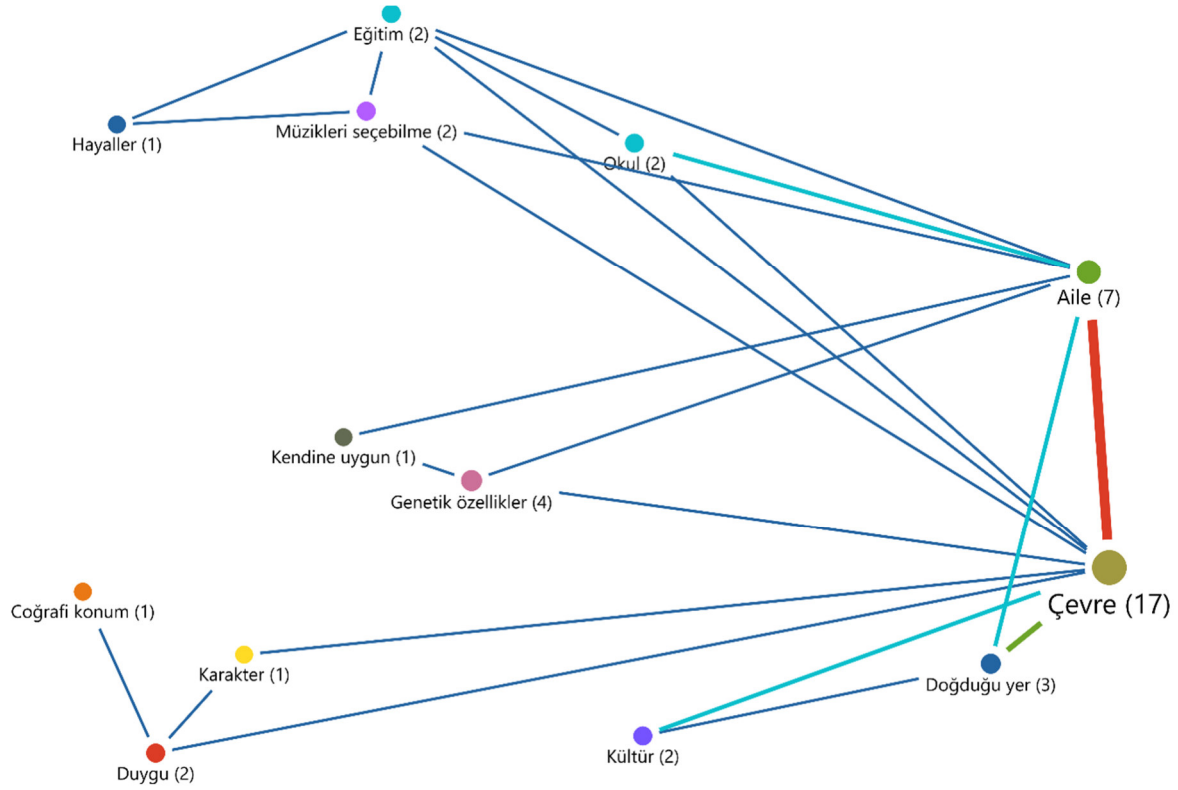 Eğitim (2)
Hayaller (1)
Müzikleri seçebilme (2)
Okul (2)
Aile (7)
Kendine uygun (1)
Genetik özellikler (4)
Coğrafi konum (1)
Çevre (17)
Karakter (1)
Doğduğu yer (3)
Kültür (2)
Duygu (2)